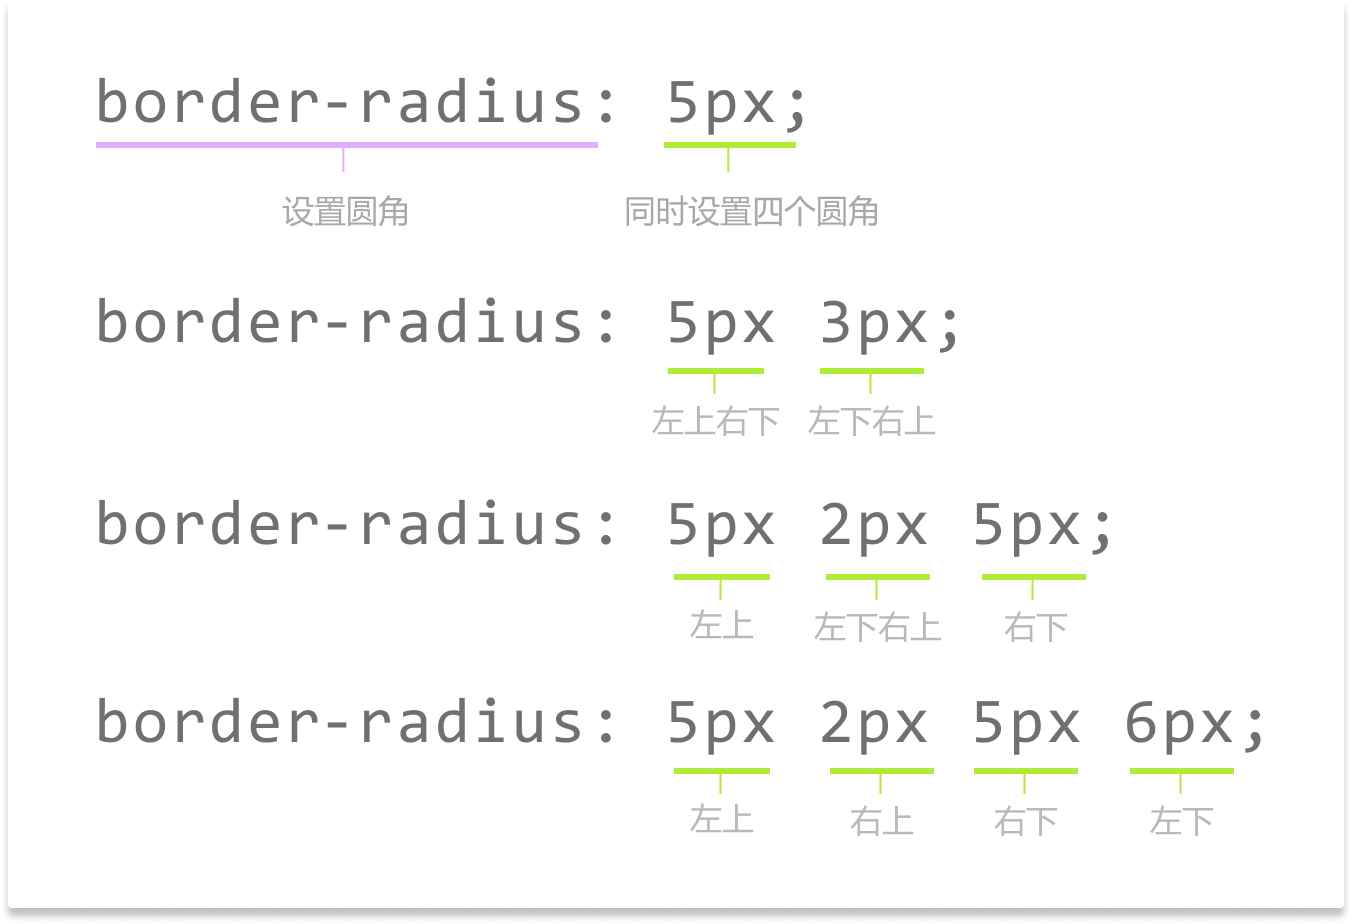 border-radius: 5px;
设置圆角 同时设置四个圆角
border-radius: 5px 3px;
左上右下 左下右上
border-radius: 5px 2px 5px;
左上 左下右上 右下
border-radius: 5px 2px 5px 6px;
左上 右上 右下 左下